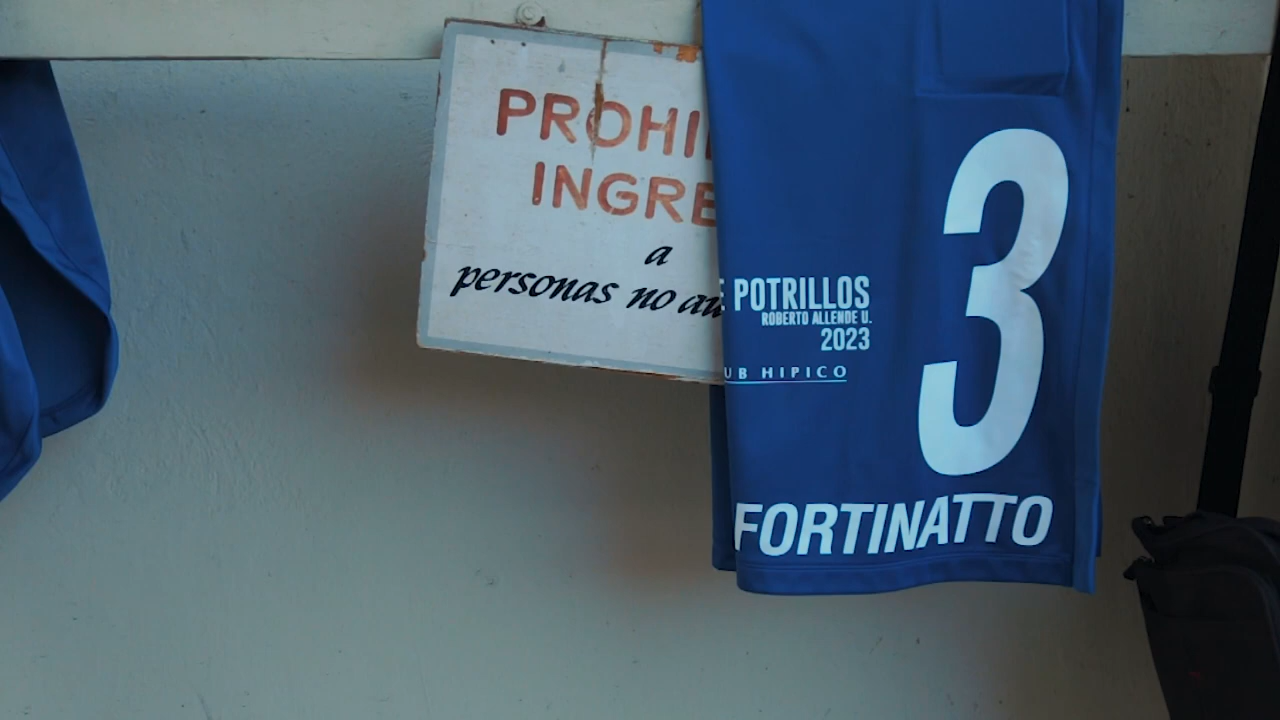 PROHI
INGRE
a
personas no au
POTRILLOS
ROBERTO ALLENDE U.
2023
UB HIPICO
3
FORTINATTO